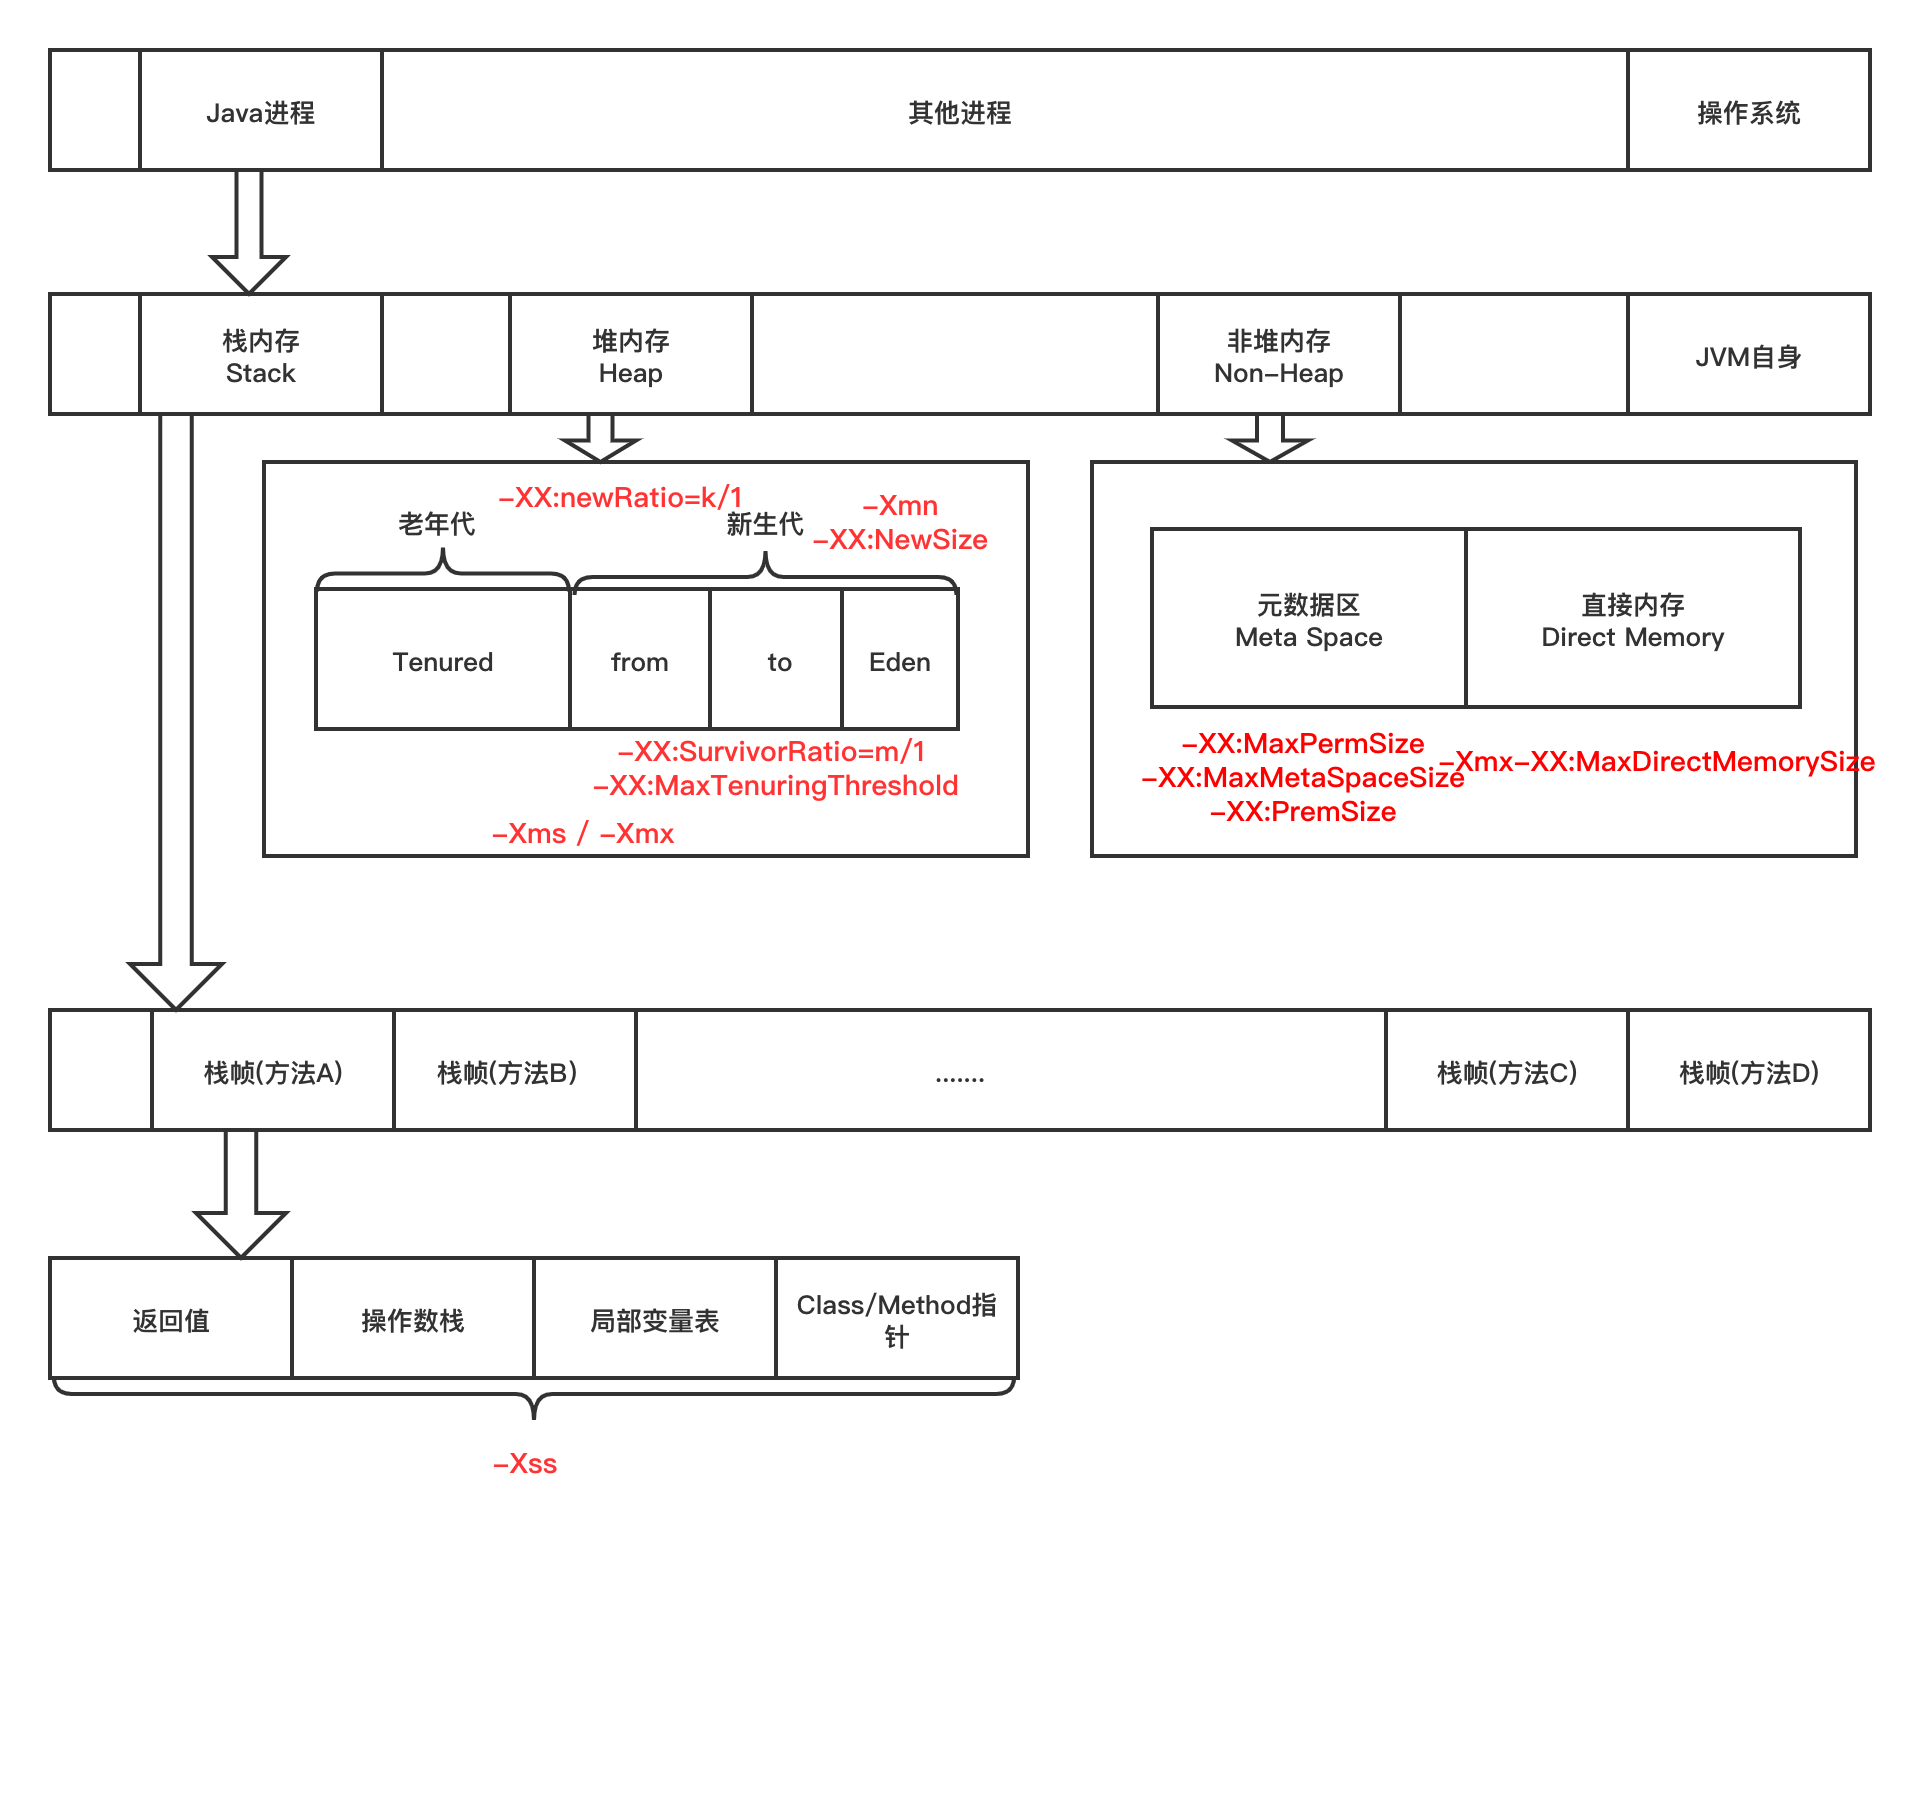 Java进程
其他进程
操作系统
栈内存
Stack
堆内存
Heap
非堆内存
Non-Heap
JVM自身
-XX:newRatio=k/1
老年代
新生代
-Xmn
-XX:NewSize
Tenured
from
to
Eden
-XX:SurvivorRatio=m/1
-XX:MaxTenuringThreshold
-Xms / -Xmx
元数据区
Meta Space
直接内存
Direct Memory
-XX:MaxPermSize
-XX:MaxMetaSpaceSize
-XX:PremSize
-Xmx-XX:MaxDirectMemorySize
栈帧(方法A)
栈帧(方法B)
.......
栈帧(方法C)
栈帧(方法D)
返回值
操作数栈
局部变量表
Class/Method指
针
-Xss